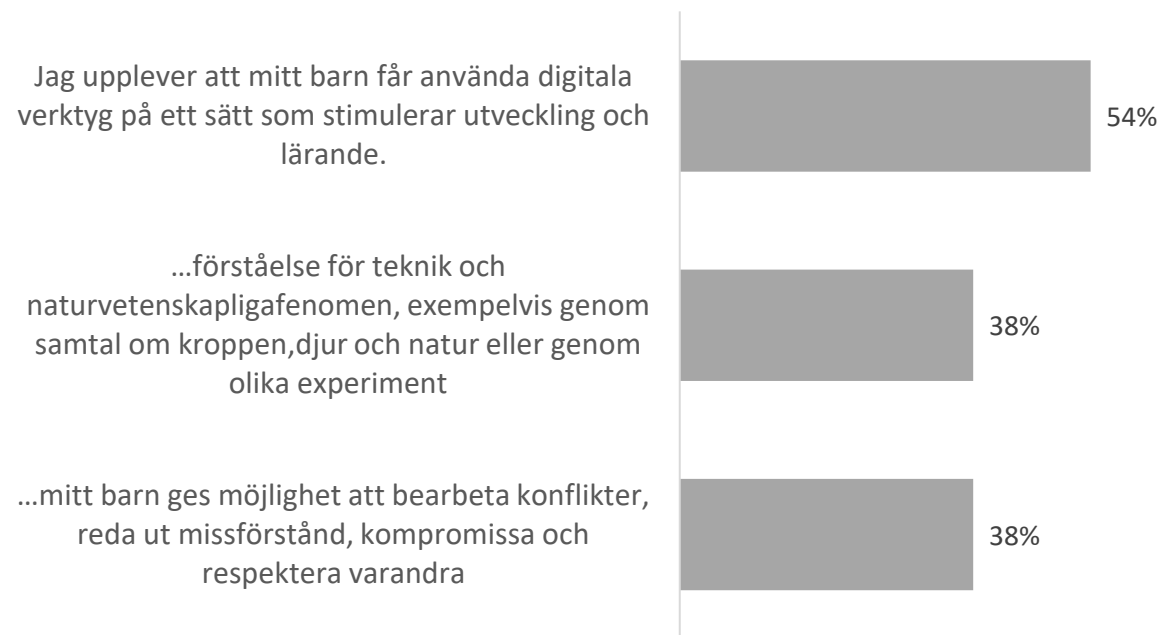 Jag upplever att mitt barn får använda digitala
verktyg på ett sätt som stimulerar utveckling och
lärande.
54%
…förståelse för teknik och
naturvetenskapligafenomen, exempelvis genom
samtal om kroppen,djur och natur eller genom
olika experiment
38%
…mitt barn ges möjlighet att bearbeta konflikter,
reda ut missförstånd, kompromissa och
respektera varandra
38%